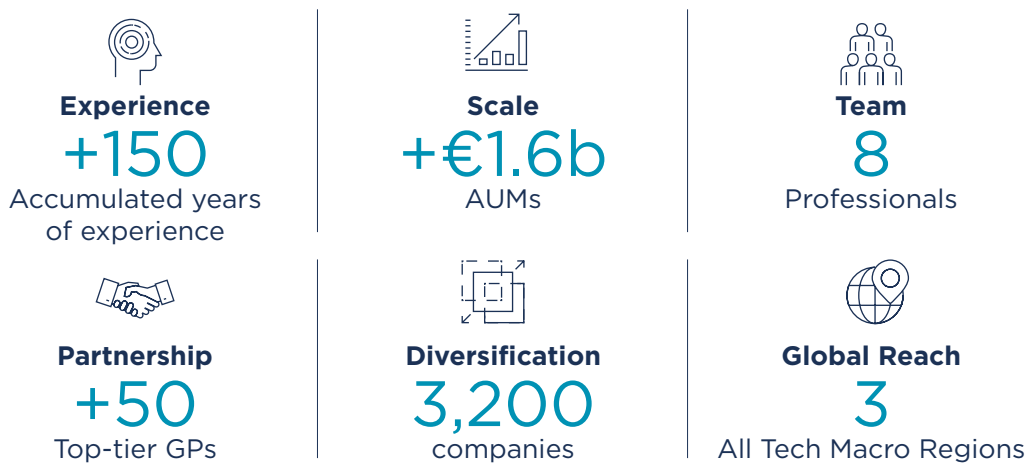 Experience
+150
Accumulated years
of experience
Scale
+€1.6b
AUMs
Team
8
Professionals
Partnership
+50
Top-tier GPs
Diversification
3,200
companies
Global Reach
3
All Tech Macro Regions